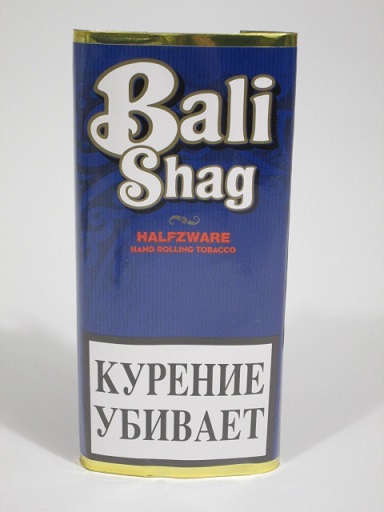 Bali
Shag
HALFZWARE
HAND ROLLING TOBACCO
КУРЕНИЕ
УБИВАЕТ